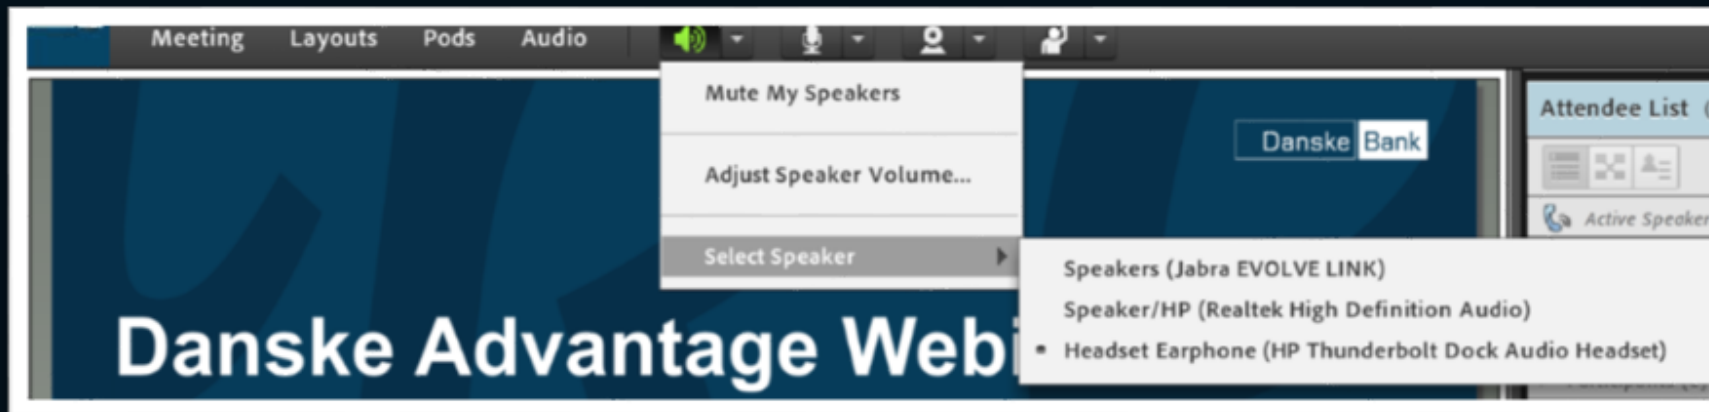 Meeting Layouts Pods Audio
Mute My Speakers
Danske Bank
Attendee List
Adjust Speaker Volume...
Active Speaker
Select Speaker
Speakers (Jabra EVOLVE LINK)
Speaker/HP (Realtek High Definition Audio)
Headset Earphone (HP Thunderbolt Dock Audio Headset)
Danske Advantage Webi